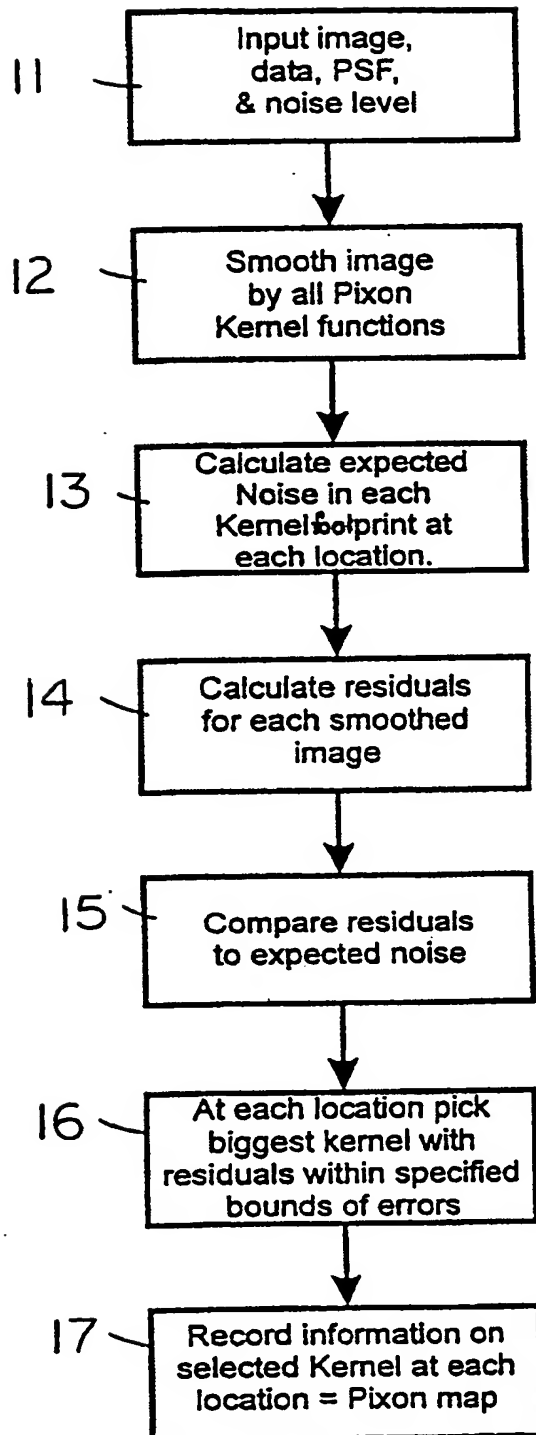 11
Input image,
data, PSF,
& noise level
12
Smooth image
by all Pixon
Kernel functions
13
Calculate expected
Noise in each
Kernel footprint at
each location.
14
Calculate residuals
for each smoothed
image
15
Compare residuals
to expected noise
16
At each location pick
biggest kernel with
residuals within specified
bounds of errors
17
Record information on
selected Kernel at each
location = Pixon map